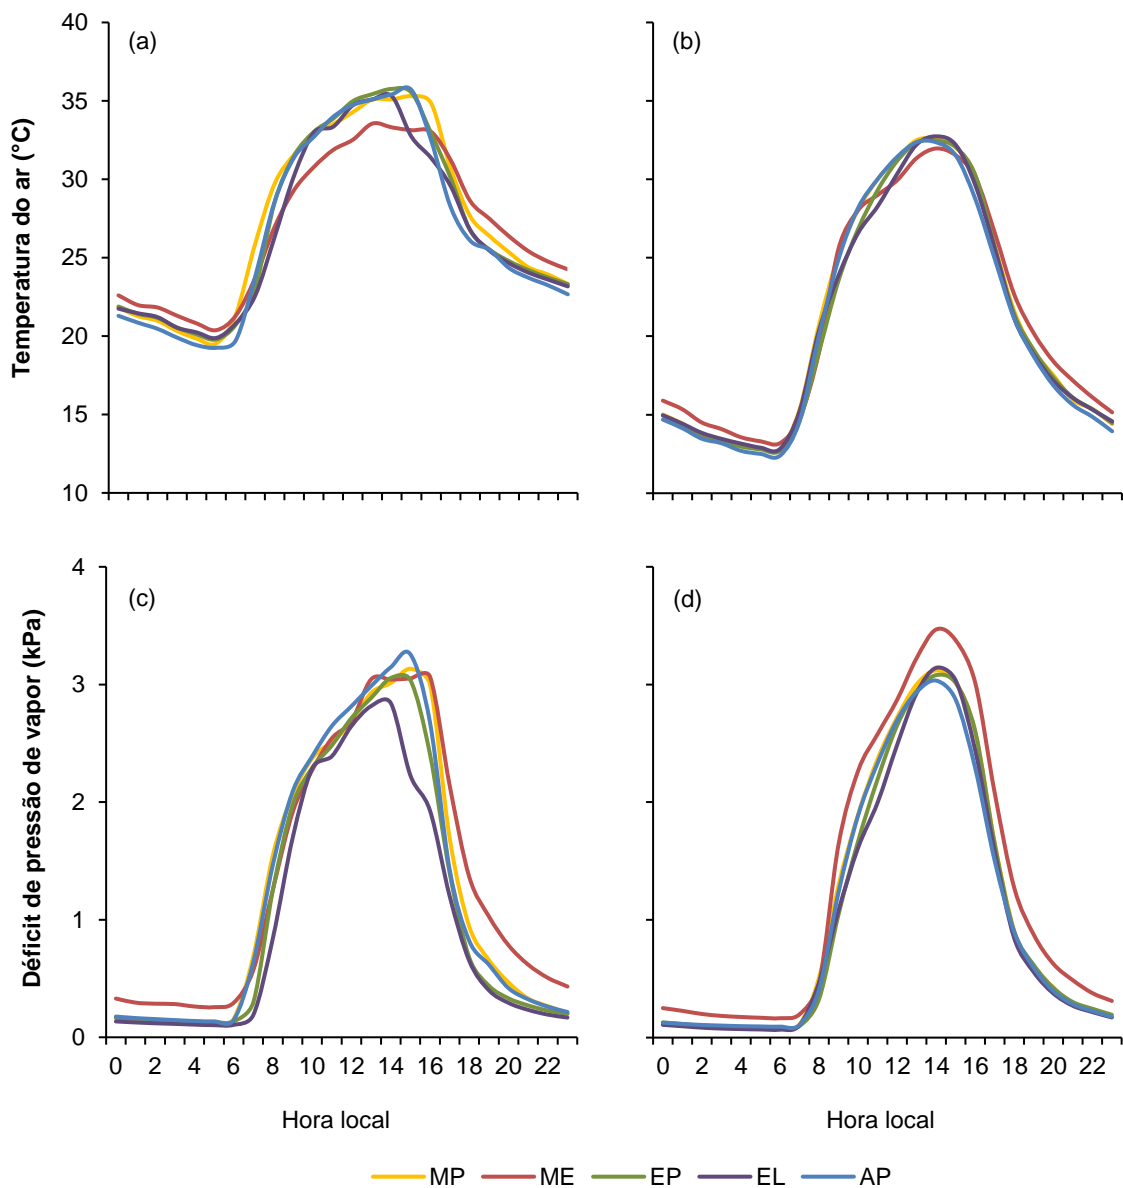 (a)
(b)
Temperatura do ar (°C)
40
35
30
25
20
15
10
(c)
(d)
Déficit de pressão de vapor (kPa)
4
3
2
1
0
0 2 4 6 8 10 12 14 16 18 20 22
0 2 4 6 8 10 12 14 16 18 20 22
Hora local
Hora local
MP ME EP EL AP